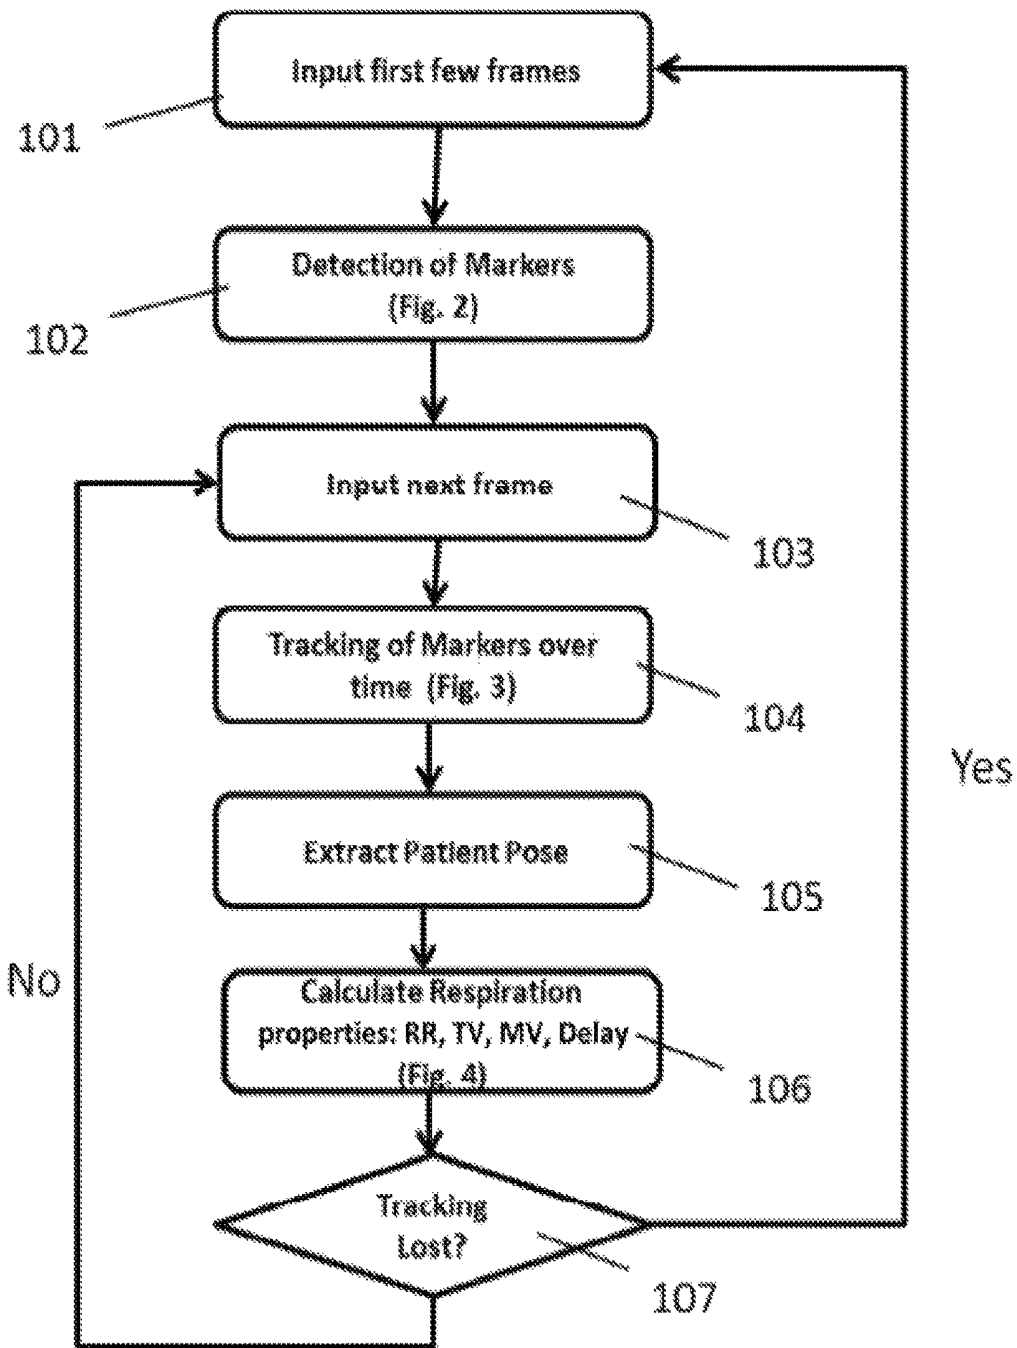 Input first few frames
101
Detection of Markers
(Fig. 2)
102
Input next frame
103
Tracking of Markers over
time (Fig. 3)
104
Yes
Extract Patient Pose
105
No
Calculate Respiration
properties: RR, TV, MV, Delay
(Fig. 4)
106
Tracking
Lost?
107